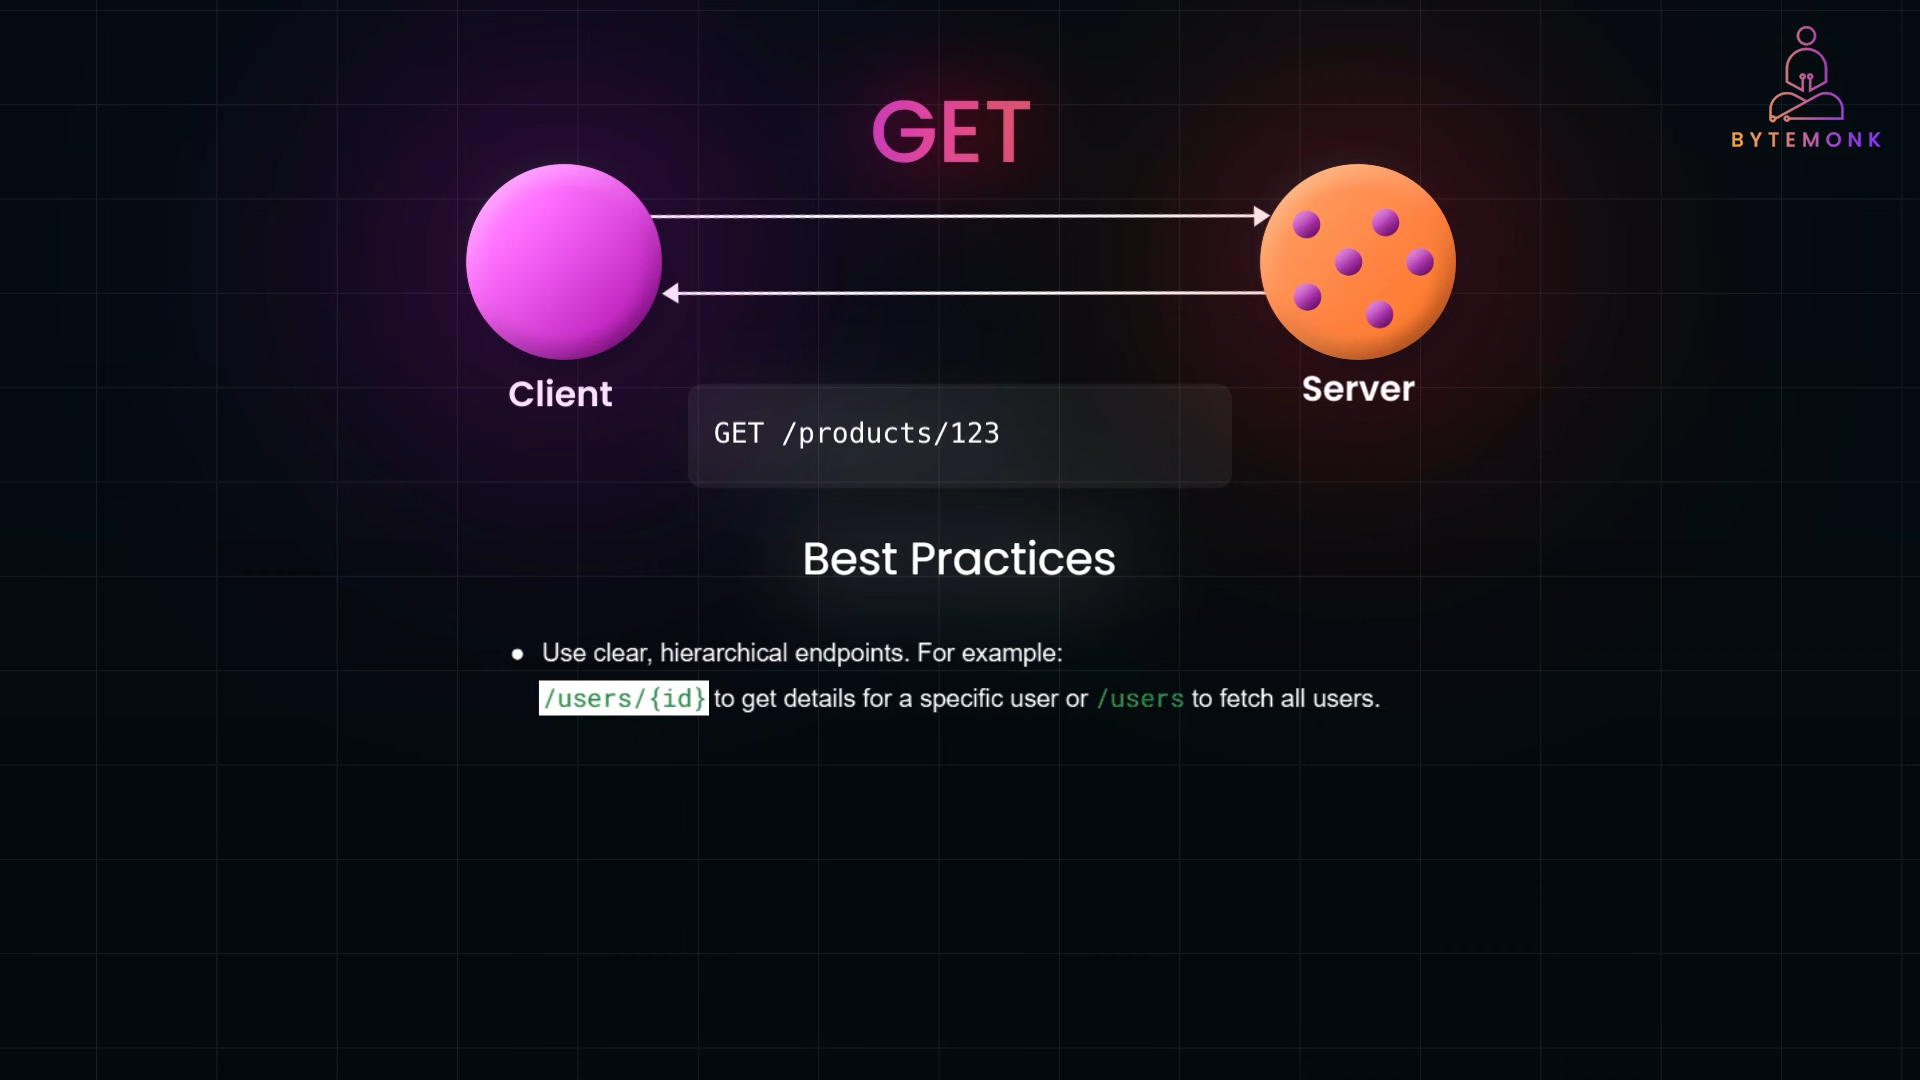 BYTEMONK
GET
Client
Server
GET /products/123
Best Practices
● Use clear, hierarchical endpoints. For example:
/users/{id} to get details for a specific user or /users to fetch all users.